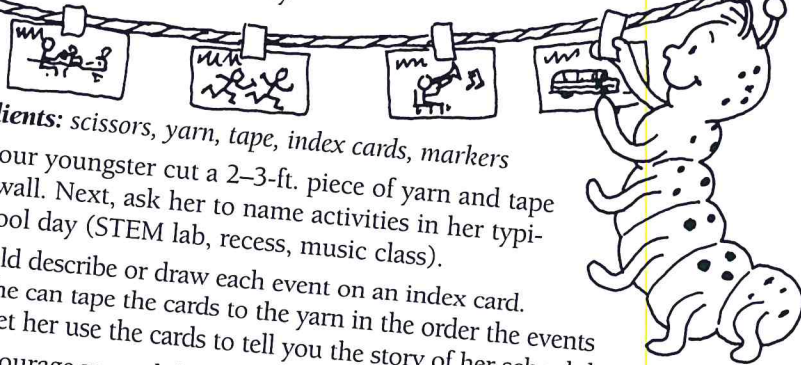 dients: scissors, yarn, tape, index cards, markers
our youngster cut a 2–3-ft. piece of yarn and tape
wall. Next, ask her to name activities in her typi-
ool day (STEM lab, recess, music class).
ld describe or draw each event on an index card.
he can tape the cards to the yarn in the order the events
et her use the cards to tell you the story of her